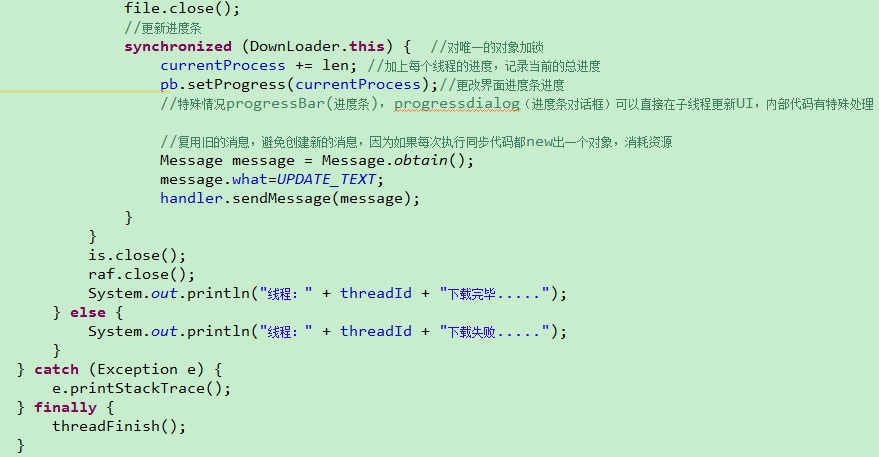 file.close();
//更新进度条
synchronized (DownLoader.this) {  //对唯一的对象加锁
currentProcess += len; //加上每个线程的进度，记录当前的总进度
pb.setProgress(currentProcess);//更改界面进度条进度
//特殊情况progressBar(进度条)，progressdialog(进度条对话框)可以直接在子线程更新UI，内部代码有特殊处理
//复用旧的消息，避免创建新的消息，因为如果每次执行同步代码都new出一个对象，消耗资源
Message message = Message.obtain();
message.what=UPDATE_TEXT;
handler.sendMessage(message);
}
}
is.close();
raf.close();
System.out.println("线程：" + threadId + "下载完毕.....");
} else {
System.out.println("线程：" + threadId + "下载失败.....");
}
} catch (Exception e) {
e.printStackTrace();
} finally {
threadFinish();
}